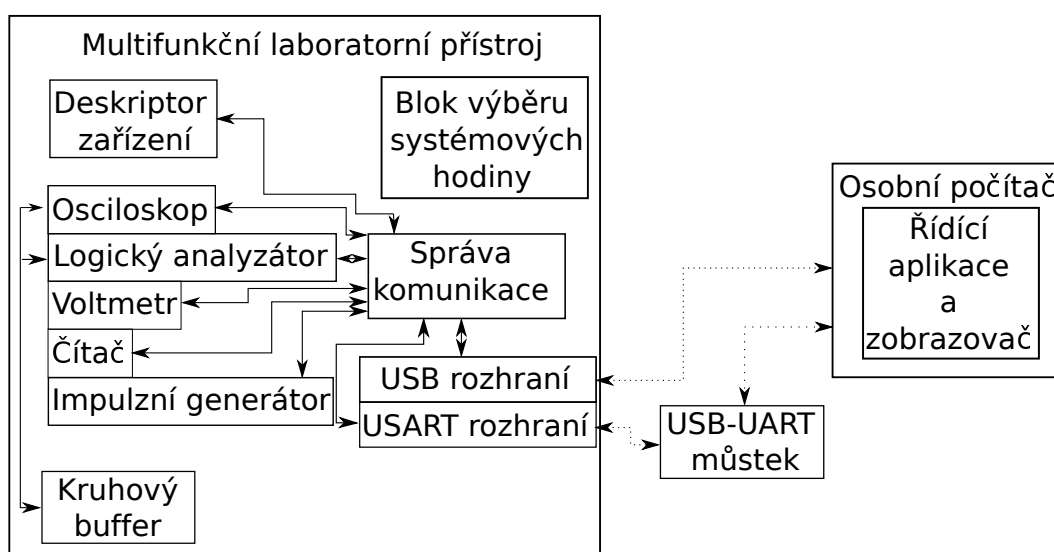 Multifunkční laboratorní přístroj
Deskriptor
zařízení
Blok výběru
systémových
hodiny
Osciloskop
Logický analyzátor
Voltmetr
Čítač
Impulzní generátor
Správa
komunikace
USB rozhraní
USART rozhraní
Kruhový
buffer
USB-UART
můstek
Osobní počítač
Řídící
aplikace
a
zobrazovač